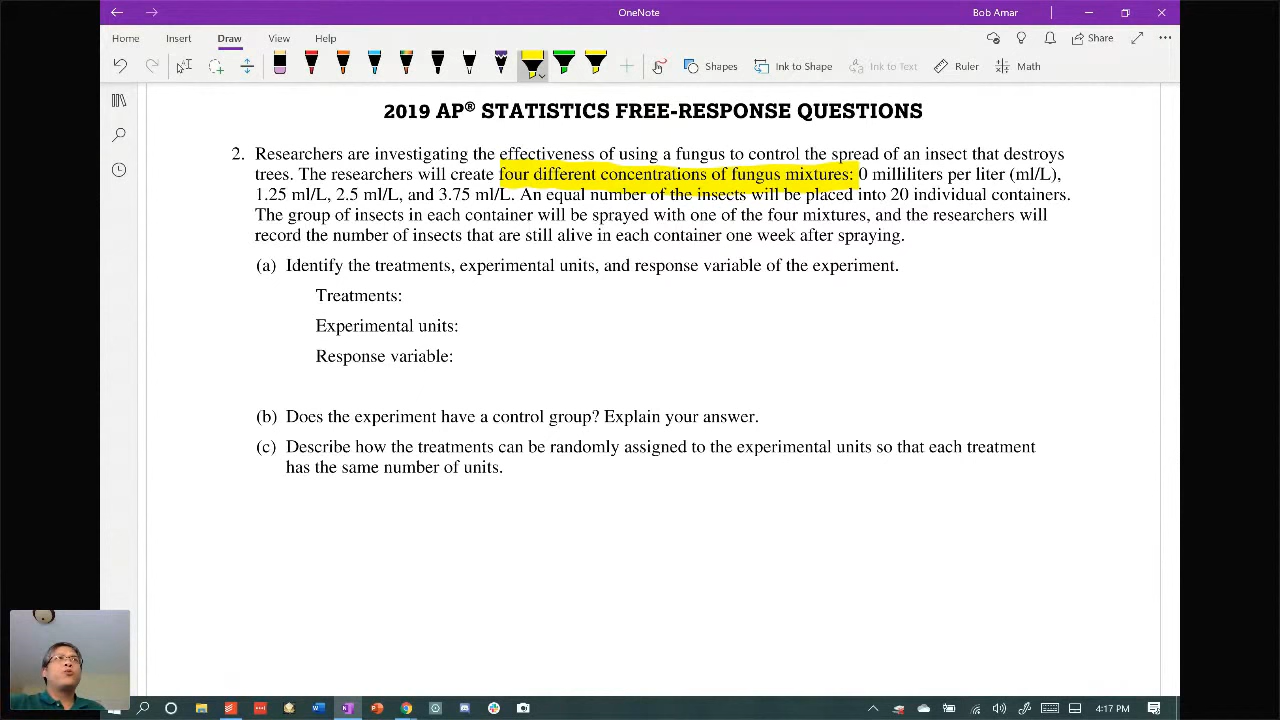 OneNote
Bob Amar
Home
Insert
Draw
View
Help
Share
Shapes
Ink to Shape
Ink to Text
Ruler
Math
2019 AP® STATISTICS FREE-RESPONSE QUESTIONS
2. Researchers are investigating the effectiveness of using a fungus to control the spread of an insect that destroys
trees. The researchers will create four different concentrations of fungus mixtures: 0 milliliters per liter (ml/L),
1.25 ml/L, 2.5 ml/L, and 3.75 ml/L. An equal number of the insects will be placed into 20 individual containers.
The group of insects in each container will be sprayed with one of the four mixtures, and the researchers will
record the number of insects that are still alive in each container one week after spraying.
(a) Identify the treatments, experimental units, and response variable of the experiment.
Treatments:
Experimental units:
Response variable:
(b) Does the experiment have a control group? Explain your answer.
(c) Describe how the treatments can be randomly assigned to the experimental units so that each treatment
has the same number of units.
4:17 PM